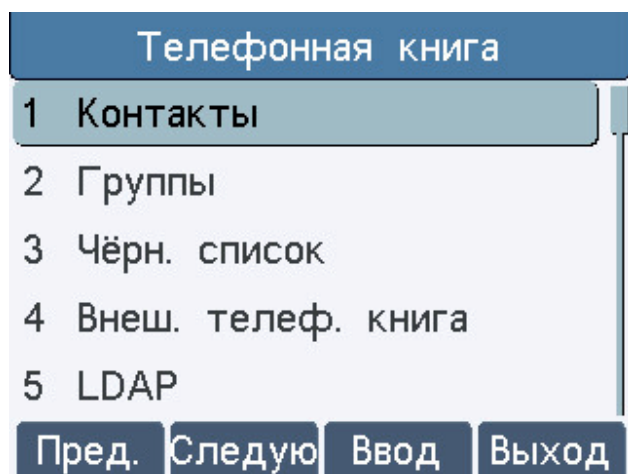 Телефонная книга
1 Контакты
2 Группы
3 Чёрн. список
4 Внеш. телеф. книга
5 LDAP
Пред. Следую Ввод Выход